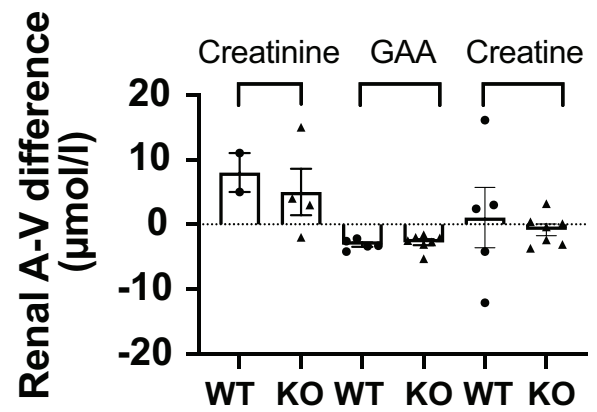 Renal A-V difference
(µmol/l)
Creatinine GAA Creatine
20
10
0
-10
-20
WT KO WT KO WT KO